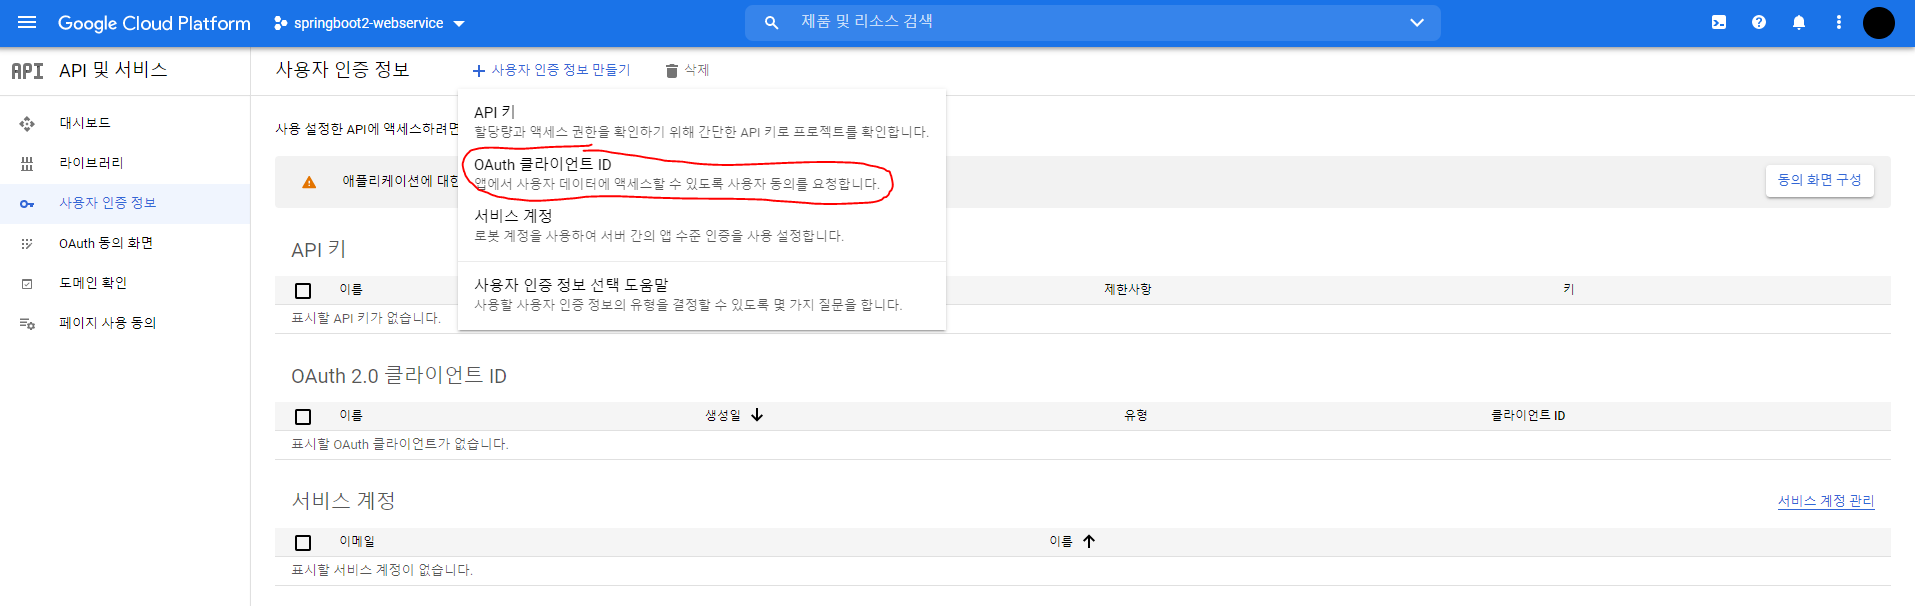 Google Cloud Platform
springboot2-webservice
제품 및 리소스 검색
API
API 및 서비스
사용자 인증 정보
사용자 인증 정보 만들기
삭제
대시보드
라이브러리
사용자 인증 정보
OAuth 동의 화면
도메인 확인
페이지 사용 동의
사용 설정한 API에 액세스하려면
API 키
할당량과 액세스 권한을 확인하기 위해 간단한 API 키로 프로젝트를 확인합니다.
OAuth 클라이언트 ID
앱에서 사용자 데이터에 액세스할 수 있도록 사용자 동의를 요청합니다.
서비스 계정
로봇 계정을 사용하여 서버 간의 앱 수준 인증을 사용 설정합니다.
사용자 인증 정보 선택 도움말
사용할 사용자 인증 정보의 유형을 결정할 수 있도록 몇 가지 질문을 합니다.
애플리케이션에 대한
동의 화면 구성
API 키
이름
제한사항
키
표시할 API 키가 없습니다.
OAuth 2.0 클라이언트 ID
이름
생성일
유형
클라이언트 ID
표시할 OAuth 클라이언트가 없습니다.
서비스 계정
서비스 계정 관리
이메일
이름
표시할 서비스 계정이 없습니다.